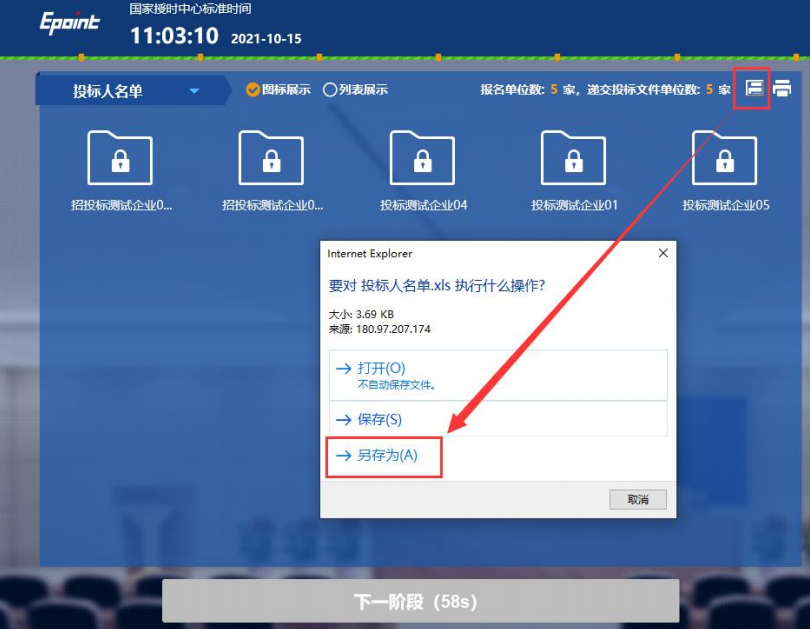 Epoint
国家授时中心标准时间
11:03:10 2021-10-15
投标人名单 图标展示 列表展示 报名单位数: 5 家, 递交投标文件单位数: 5 家
招投标测试企业0... 招投标测试企业0... 投标测试企业04 投标测试企业01 投标测试企业05
Internet Explorer
要对 投标人名单.xls 执行什么操作?
大小: 3.69 KB
来源: 180.97.207.174
打开(O)
不自动保存文件。
保存(S)
另存为(A)
取消
下一阶段（58s）